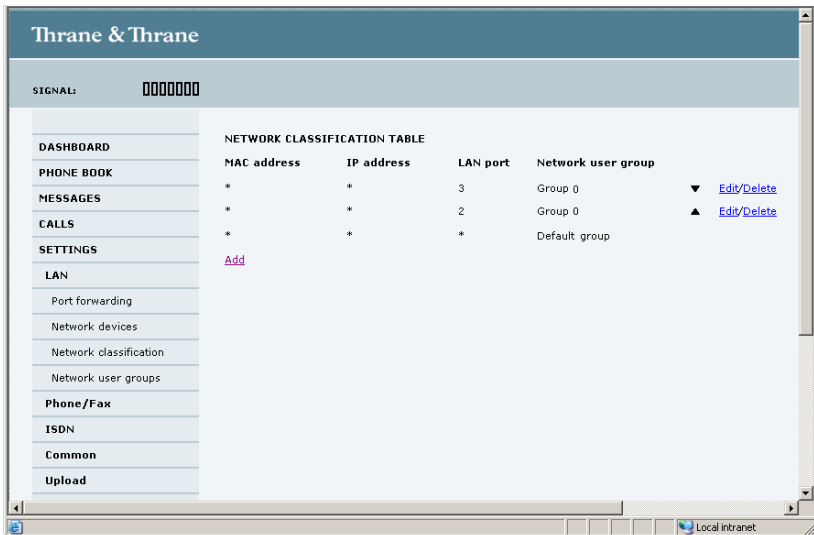 Thrane & Thrane
SIGNAL:
DASHBOARD
PHONE BOOK
MESSAGES
CALLS
SETTINGS
LAN
Port forwarding
Network devices
Network classification
Network user groups
Phone/Fax
ISDN
Common
Upload
NETWORK CLASSIFICATION TABLE
MAC address IP address LAN port Network user group
* * 3 Group 0 ▼ Edit/Delete
* * 2 Group 0 ▲ Edit/Delete
* * * Default group
Add
Local intranet